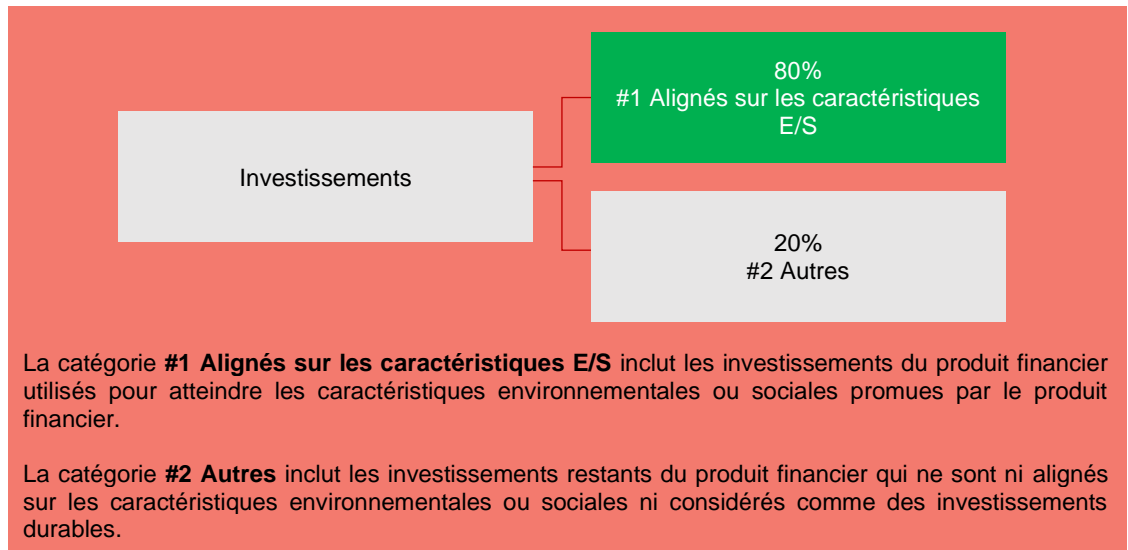 80%
#1 Alignés sur les caractéristiques
E/S
Investissements
20%
#2 Autres
La catégorie #1 Alignés sur les caractéristiques E/S inclut les investissements du produit financier
utilisés pour atteindre les caractéristiques environnementales ou sociales promues par le produit
financier.
La catégorie #2 Autres inclut les investissements restants du produit financier qui ne sont ni alignés
sur les caractéristiques environnementales ou sociales ni considérés comme des investissements
durables.